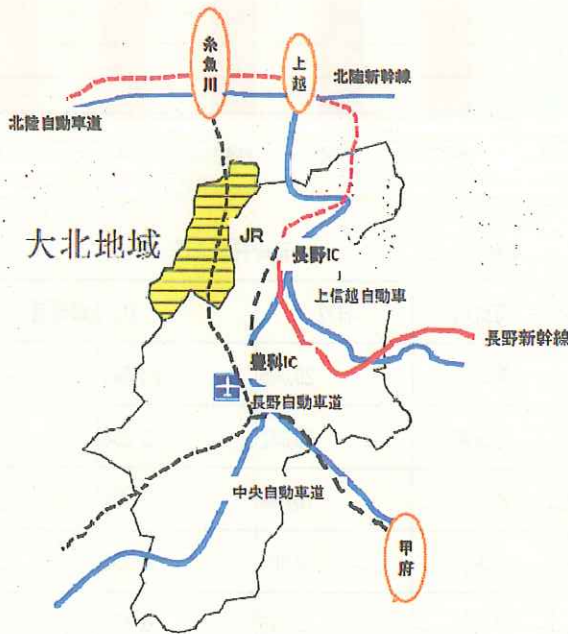 糸魚川
上越
北陸新幹線
北陸自動車道
大北地域
JR
長野IC
上信越自動車
長野新幹線
豊科IC
長野自動車道
中央自動車道
甲府